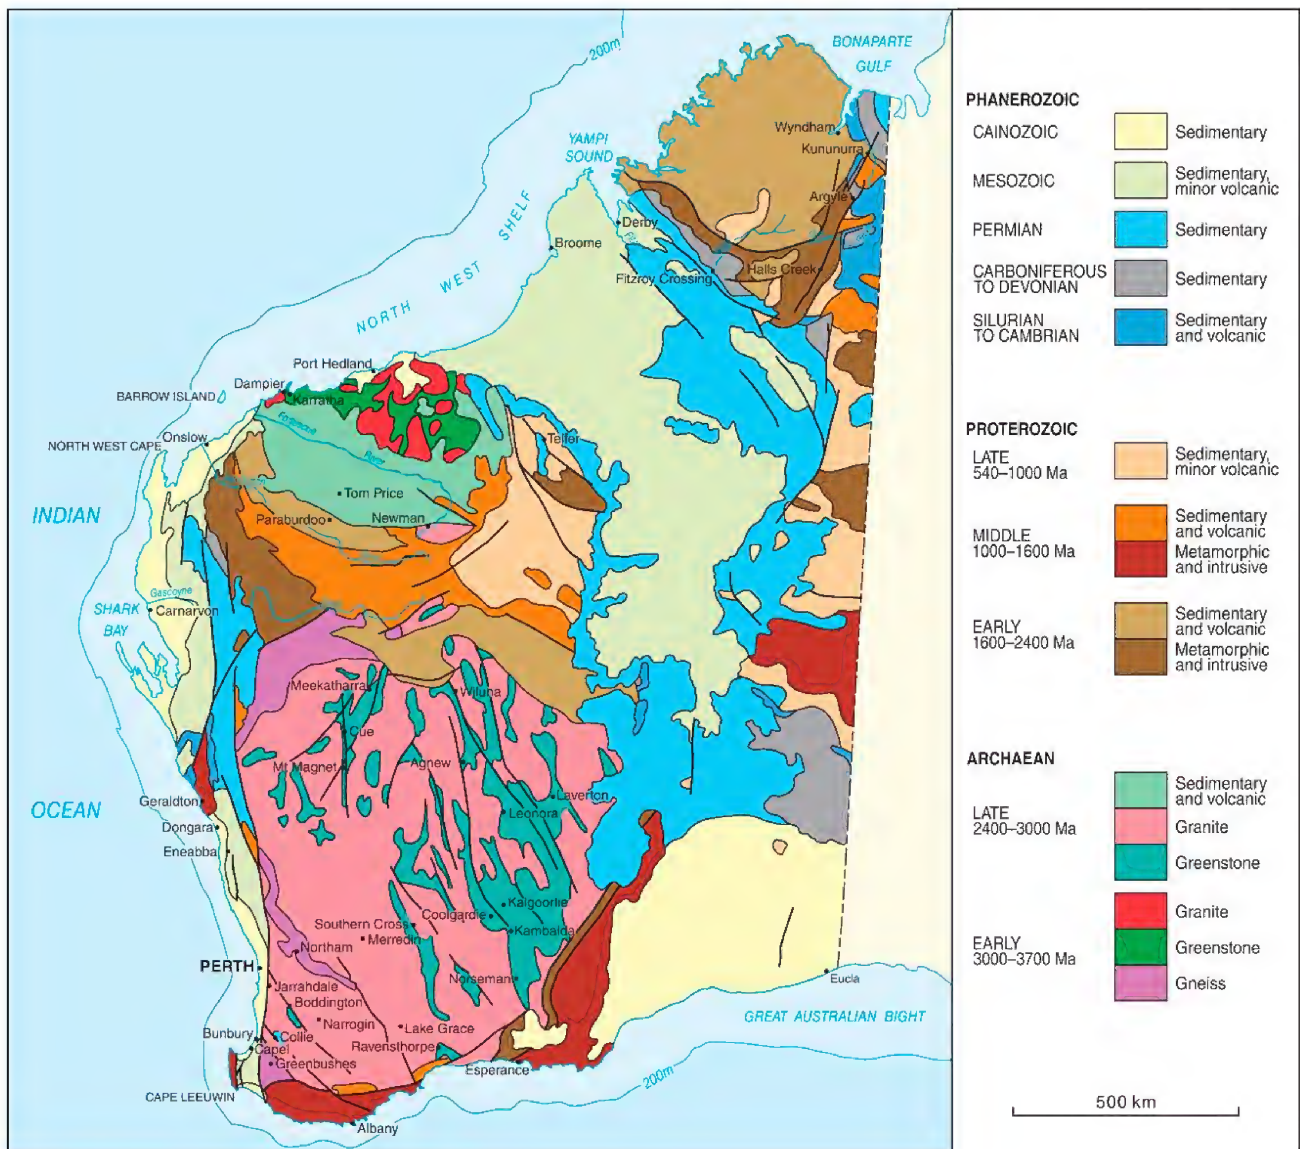 BONAPARTE
GULF
200m
Wyndham
Kununurra
YAMPI
SOUND
Argyle
Derby
NORTH WEST SHELF
Broome
Fitzroy Crossing
Halls Creek
Port Hedland
Dampier
Karratha
BARROW ISLAND
Fortescue
River
Onslow
NORTH WEST CAPE
Telfer
Tom Price
INDIAN
Paraburdoo
Newman
Gascoyne
SHARK
BAY
Carnarvon
Meekatharra
Wiluna
Cue
Mt Magnet
Agnew
Laverton
Geraldton
OCEAN
Leonora
Dongara
Eneabba
Kalgoorlie
Coolgardie
Southern Cross
Kambalda
Merredin
Northam
PERTH
Norseman
Eucla
Jarrahdale
Boddington
Narrogin
Lake Grace
GREAT AUSTRALIAN BIGHT
Bunbury
Collie
Capel
Ravensthorpe
Greenbushes
Esperance
200m
CAPE LEEUWIN
Albany
PHANEROZOIC
CAINOZOIC
Sedimentary
MESOZOIC
Sedimentary,
minor volcanic
PERMIAN
Sedimentary
CARBONIFEROUS
TO DEVONIAN
Sedimentary
SILURIAN
TO CAMBRIAN
Sedimentary
and volcanic
PROTEROZOIC
LATE
540–1000 Ma
Sedimentary,
minor volcanic
MIDDLE
1000–1600 Ma
Sedimentary
and volcanic
Metamorphic
and intrusive
EARLY
1600–2400 Ma
Sedimentary
and volcanic
Metamorphic
and intrusive
ARCHAEAN
LATE
2400–3000 Ma
Sedimentary
and volcanic
Granite
Greenstone
EARLY
3000–3700 Ma
Granite
Greenstone
Gneiss
500 km